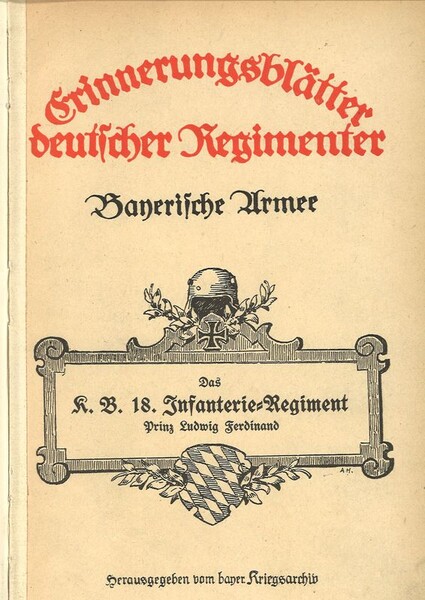 Erinnerungsblätter
deutscher Regimenter
Bayerische Armee
Das
K. B. 18. Infanterie=Regiment
Prinz Ludwig Ferdinand
A.H.
Herausgegeben vom bayer. Kriegsarchiv